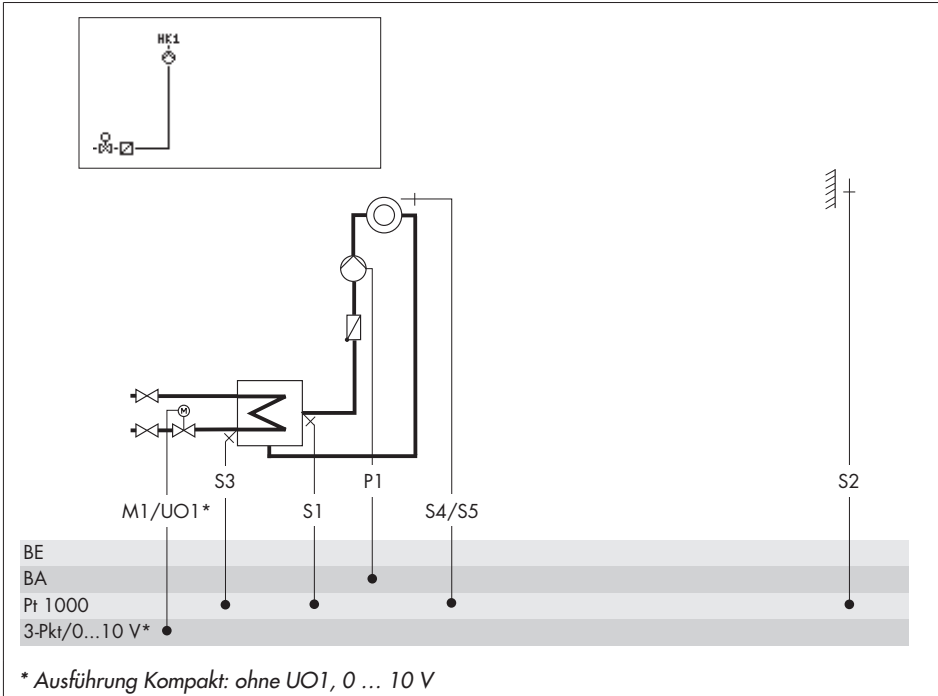 HK1
M
S3
P1
S2
M1/UO1*
S1
S4/S5
BE
BA
Pt 1000
3-Pkt/0...10 V*
* Ausführung Kompakt: ohne UO1, 0 … 10 V